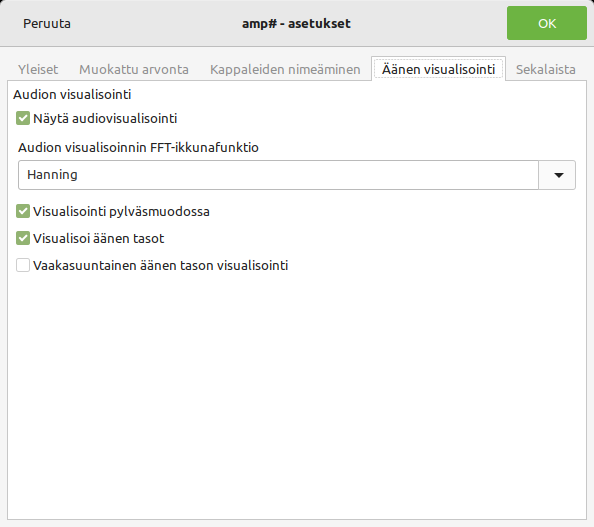 Peruuta
amp# - asetukset
OK
Yleiset
Muokattu arvonta
Kappaleiden nimeäminen
Äänen visualisointi
Sekalaista
Audion visualisointi
Näytä audiovisualisointi
Audion visualisoinnin FFT-ikkunafunktio
Hanning
Visualisointi pylväsmuodossa
Visualisoi äänen tasot
Vaakasuuntainen äänen tason visualisointi